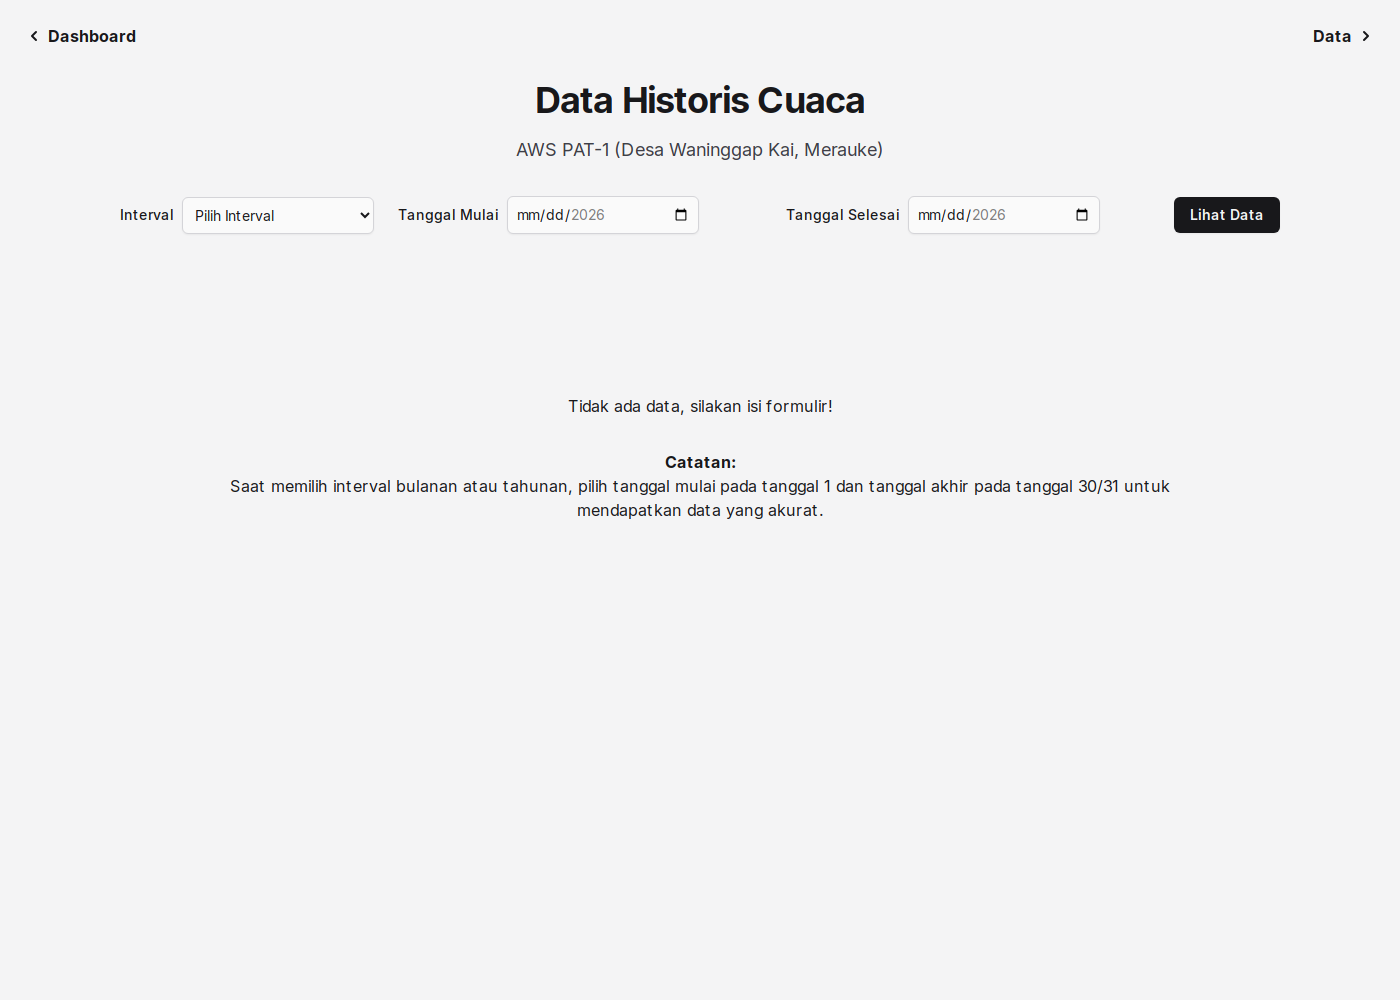 Dashboard
Data
Data Historis Cuaca
AWS PAT-1 (Desa Waninggap Kai, Merauke)
Interval
Pilih Interval
Tanggal Mulai
mm/dd/2026
Tanggal Selesai
mm/dd/2026
Lihat Data
Tidak ada data, silakan isi formulir!
Catatan:
Saat memilih interval bulanan atau tahunan, pilih tanggal mulai pada tanggal 1 dan tanggal akhir pada tanggal 30/31 untuk
mendapatkan data yang akurat.